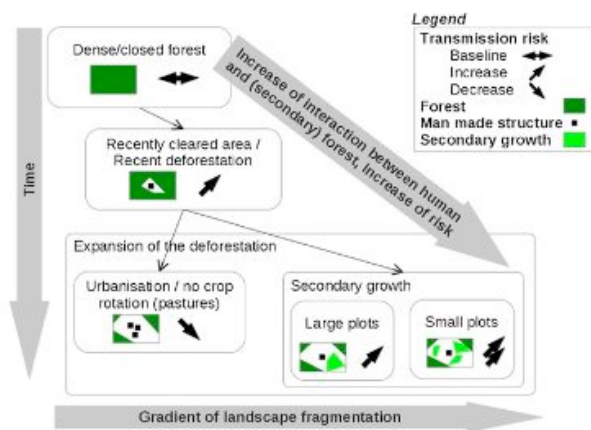 Legend
Transmission risk
Baseline
Increase
Decrease
Forest
Man made structure
Secondary growth
Dense/closed forest
Increase of interaction between human
and (secondary) forest, Increase of risk
Time
Recently cleared area /
Recent deforestation
Expansion of the deforestation
Urbanisation / no crop
rotation (pastures)
Secondary growth
Large plots
Small plots
Gradient of landscape fragmentation